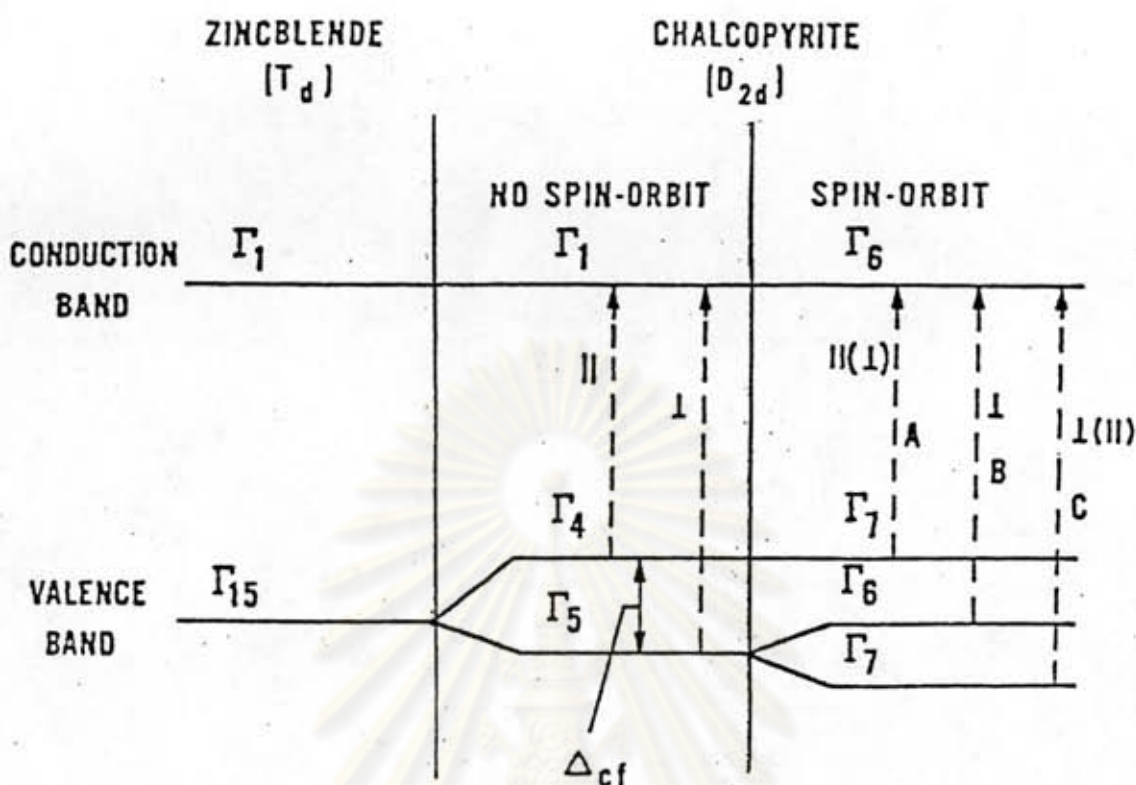 ZINCBLENDE
[T_d]
CHALCOPYRITE
[D_2d]
NO SPIN-ORBIT
SPIN-ORBIT
CONDUCTION
BAND
Γ1
Γ1
Γ6
||
⊥
||(⊥)
A
⊥
B
⊥(||)
C
VALENCE
BAND
Γ15
Γ4
Γ5
Γ7
Γ6
Γ7
Δcf